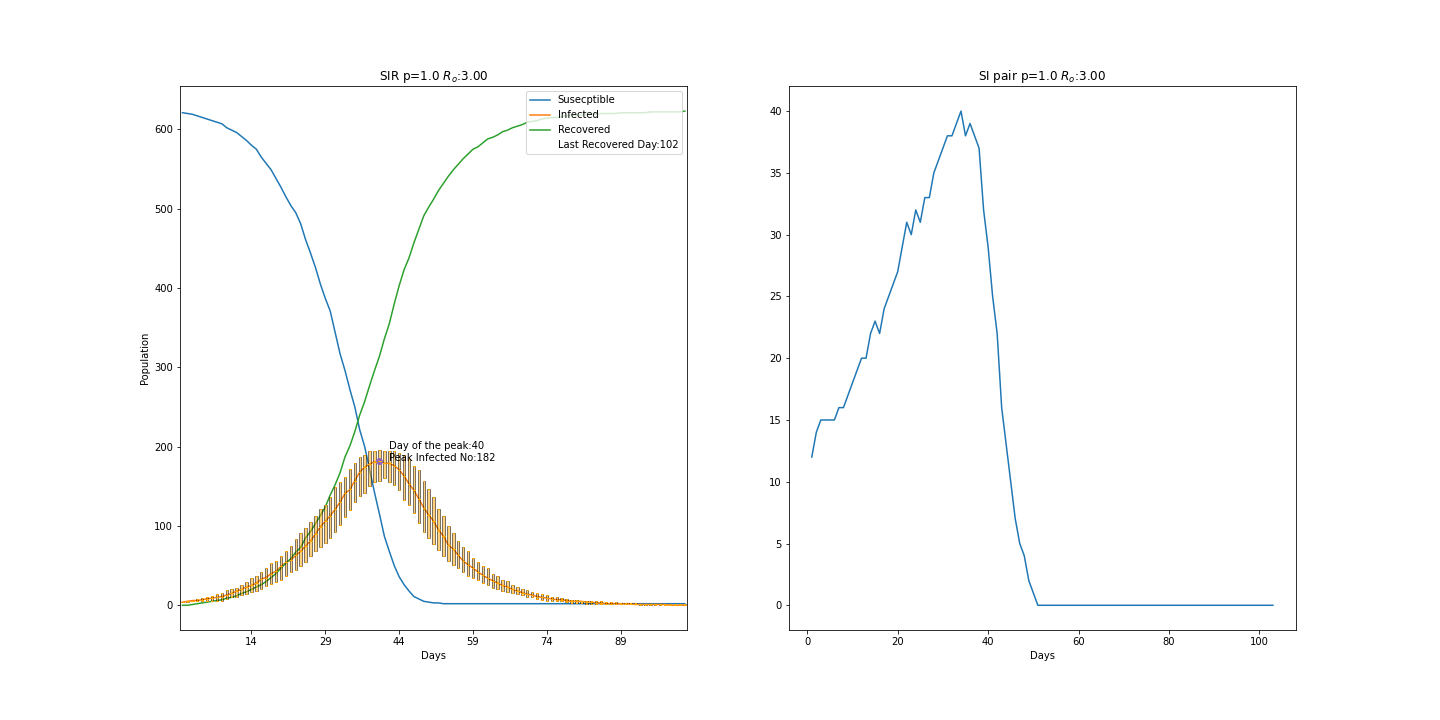 SIR p=1.0 Rₒ:3.00
Susecptible
Infected
Recovered
Last Recovered Day:102
600
500
400
300
200
100
0
Population
Day of the peak:40
Peak Infected No:182
14 29 44 59 74 89
Days
SI pair p=1.0 Rₒ:3.00
40
35
30
25
20
15
10
5
0
0 20 40 60 80 100
Days